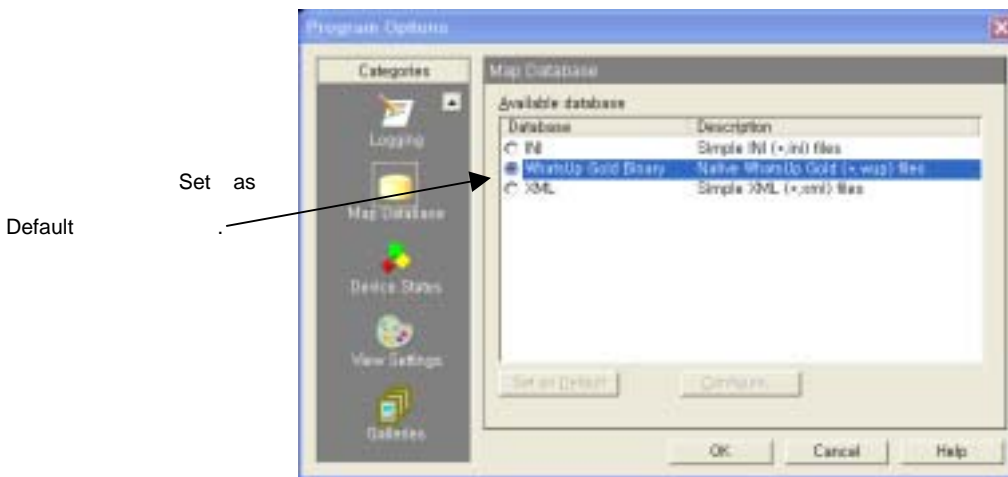 Program Options
Categories
Logging
Map Database
Device States
View Settings
Galleries
Map Database
Available database
Database Description
INI Simple INI (*.ini) files
WhatsUp Gold Binary Native WhatsUp Gold (*.wup) files
XML Simple XML (*.xml) files
Set as Default Configure...
OK Cancel Help
Set as
Default .